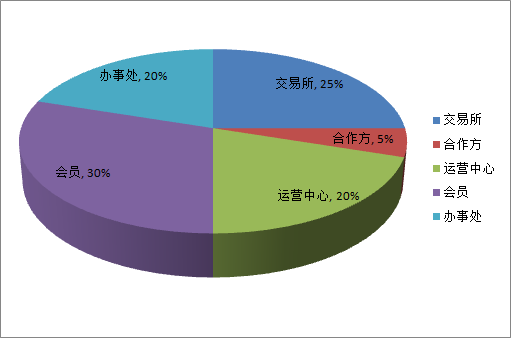 办事处, 20%
交易所, 25%
合作方, 5%
会员, 30%
运营中心, 20%
交易所
合作方
运营中心
会员
办事处